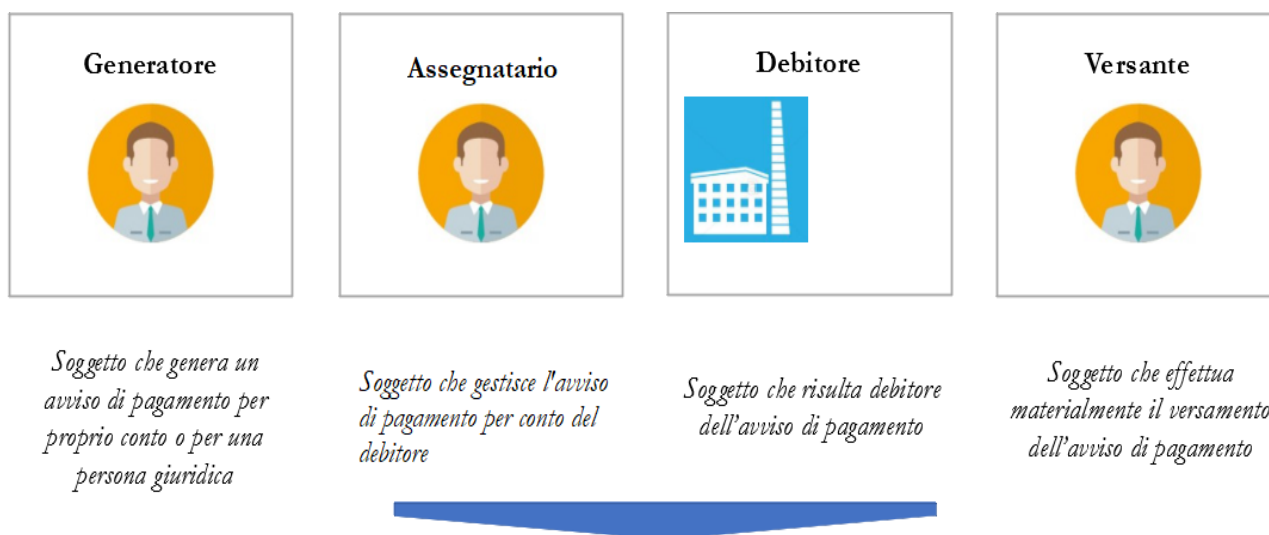 Generatore
Soggetto che genera un
avviso di pagamento per
proprio conto o per una
persona giuridica
Assegnatario
Soggetto che gestisce l'avviso
di pagamento per conto del
debitore
Debitore
Soggetto che risulta debitore
dell'avviso di pagamento
Versante
Soggetto che effettua
materialmente il versamento
dell'avviso di pagamento